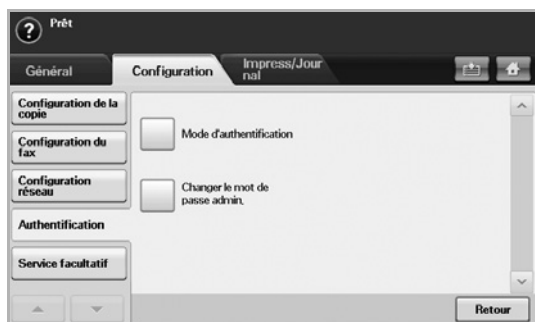 Prêt
Général
Configuration
Impress/Jour
nal
Configuration de la
copie
Configuration du
fax
Configuration
réseau
Authentification
Service facultatif
Mode d'authentification
Changer le mot de
passe admin.
Retour